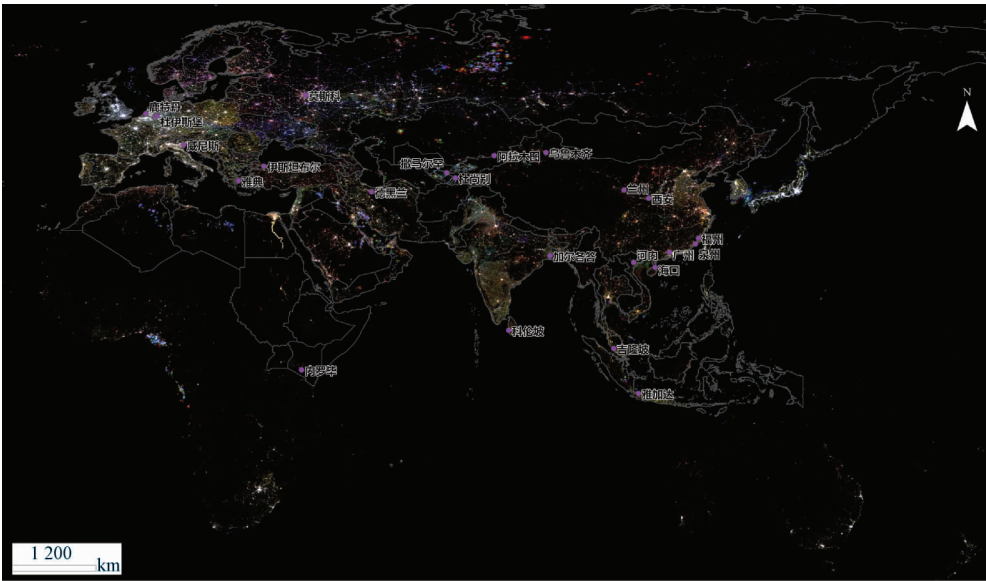 N
莫斯科
鹿特丹
杜伊斯堡
威尼斯
伊斯坦布尔
雅典
德黑兰
撒马尔罕
杜尚别
阿拉木图
乌鲁木齐
兰州
西安
福州
泉州
广州
河内
海口
加尔各答
科伦坡
吉隆坡
内罗毕
雅加达
1 200
km